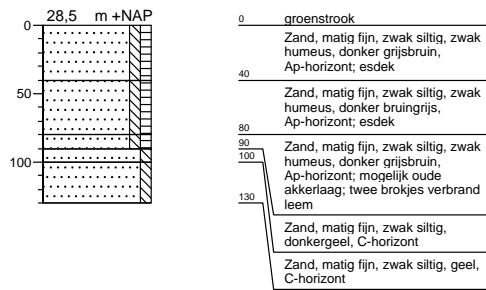 28,5 m +NAP
0
50
100
0 groenstrook
Zand, matig fijn, zwak siltig, zwak
humeus, donker grijsbruin,
Ap-horizont; esdek
40
Zand, matig fijn, zwak siltig, zwak
humeus, donker bruingrijs,
Ap-horizont; esdek
80
Zand, matig fijn, zwak siltig, zwak
humeus, donker grijsbruin,
Ap-horizont; mogelijk oude
akkerlaag; twee brokjes verbrand
leem
90
Zand, matig fijn, zwak siltig,
donkergeel, C-horizont
100
Zand, matig fijn, zwak siltig, geel,
C-horizont
130